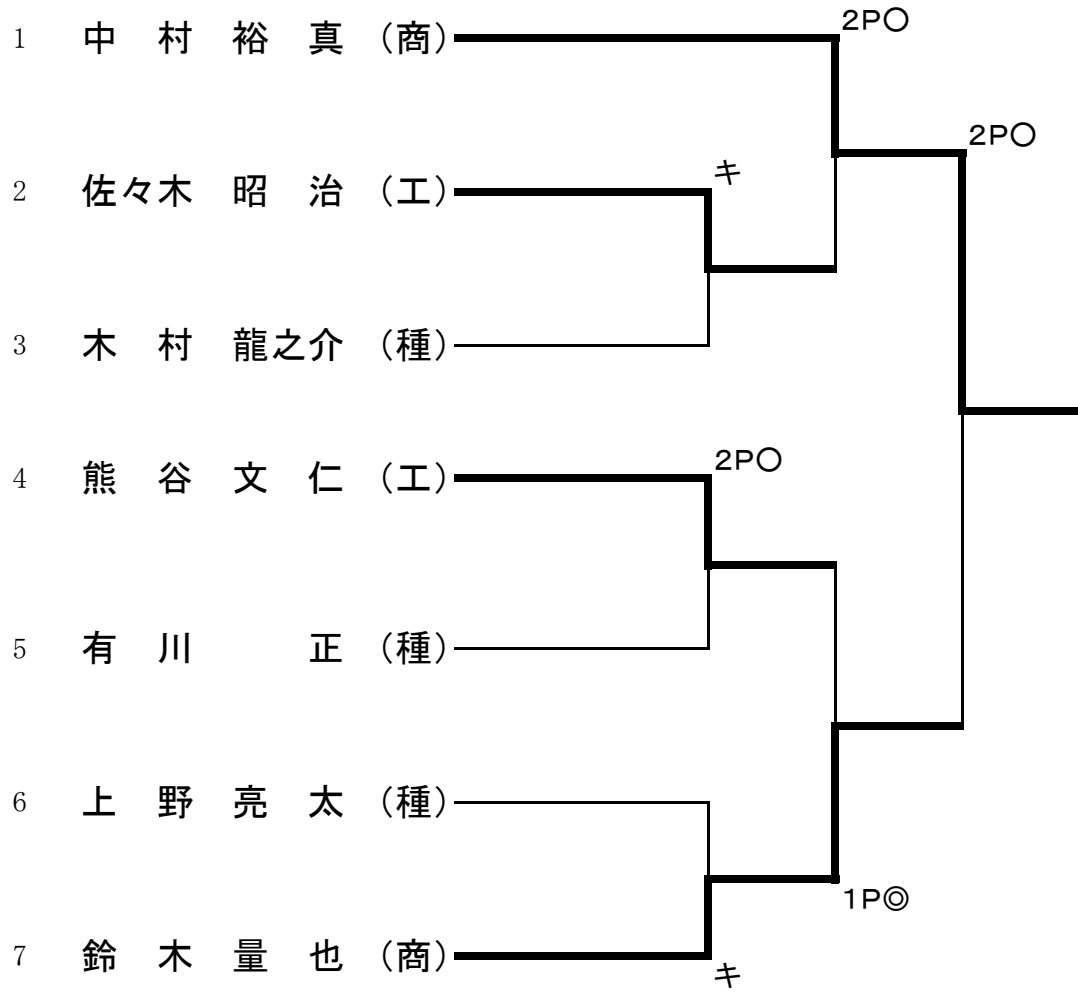 2P○
1 中村裕真(商)
2P○
キ
2 佐々木昭治(工)
3 木村龍之介(種)
2P○
4 熊谷文仁(工)
5 有川正(種)
6 上野亮太(種)
1P◎
7 鈴木量也(商)
キ